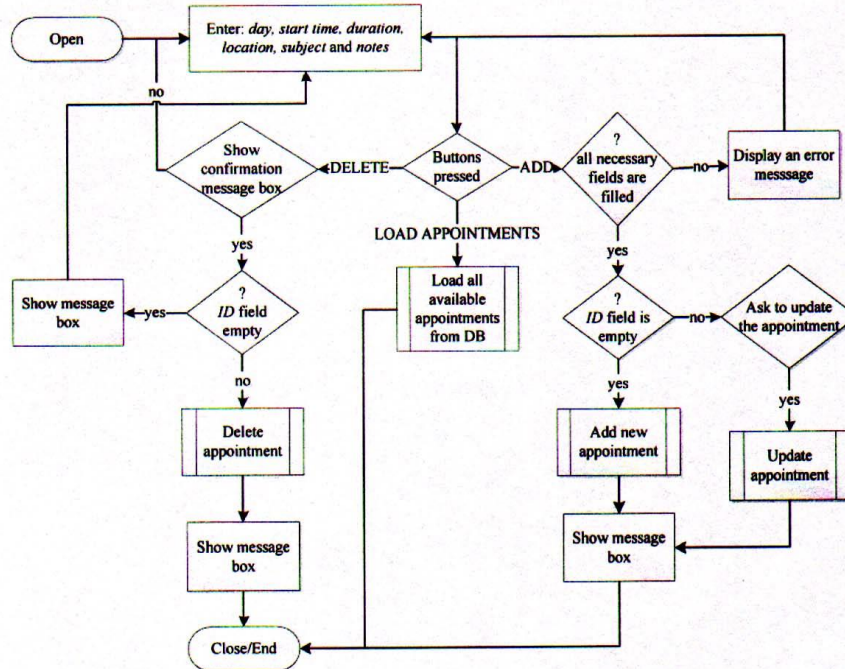 Open
Enter: day, start time, duration,
location, subject and notes
no
Show
confirmation
message box
DELETE
Buttons
pressed
ADD
?
all necessary
fields are
filled
no
Display an error
messsage
yes
LOAD APPOINTMENTS
yes
Show message
box
yes
?
ID field
empty
Load all
available
appointments
from DB
?
ID field is
empty
no
Ask to update
the appointment
no
yes
yes
Delete
appointment
Add new
appointment
Update
appointment
Show message
box
Show message
box
Close/End